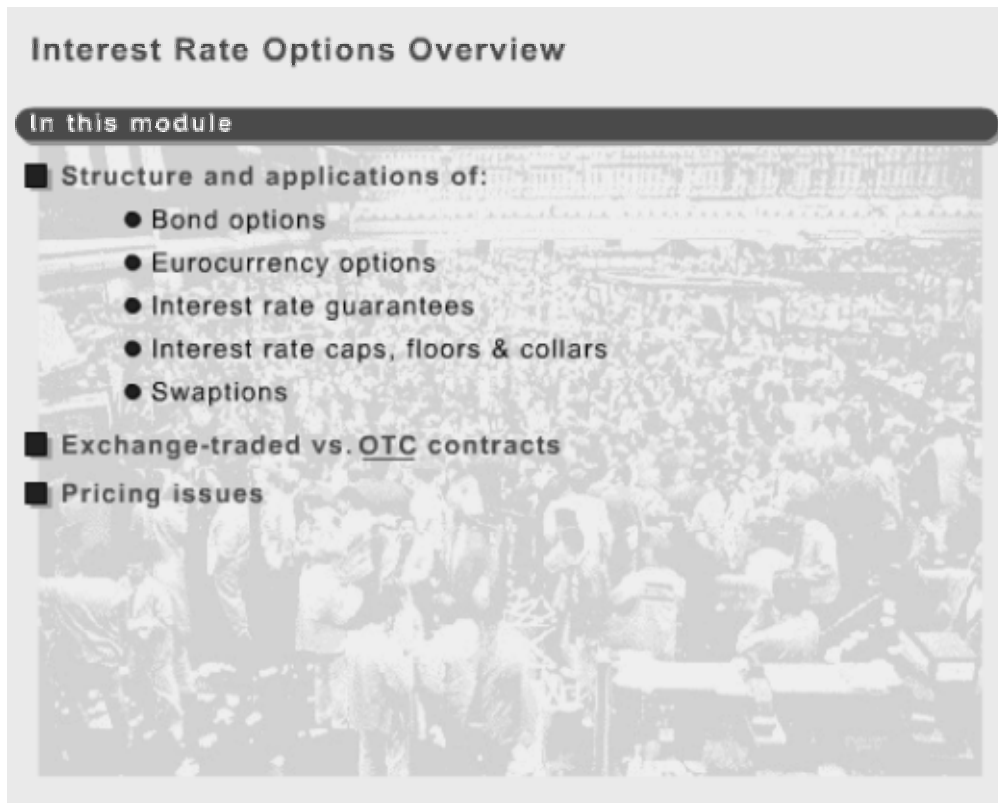 Interest Rate Options Overview
In this module
Structure and applications of:
Bond options
Eurocurrency options
Interest rate guarantees
Interest rate caps, floors & collars
Swaptions
Exchange-traded vs. OTC contracts
Pricing issues